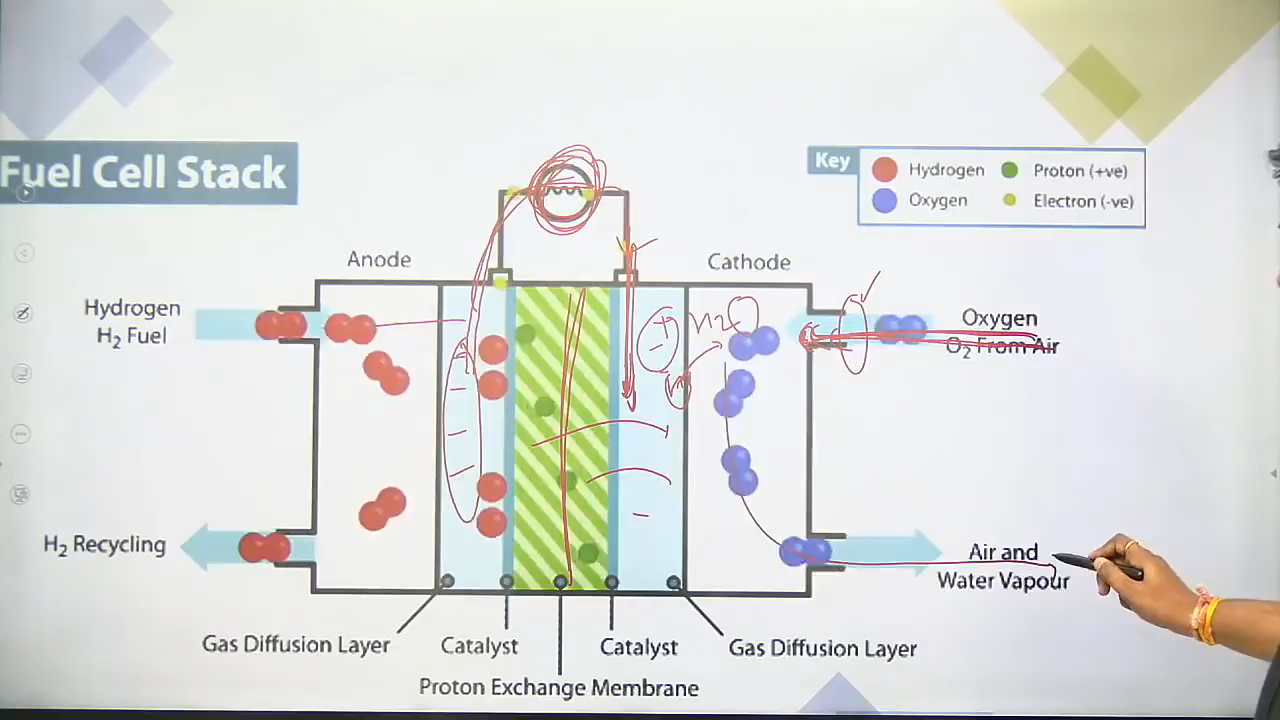 Fuel Cell Stack
Key
Hydrogen
Proton (+ve)
Oxygen
Electron (-ve)
Anode
Cathode
Hydrogen
H₂ Fuel
Oxygen
O₂ From Air
H₂ Recycling
Air and
Water Vapour
Gas Diffusion Layer
Catalyst
Catalyst
Gas Diffusion Layer
Proton Exchange Membrane